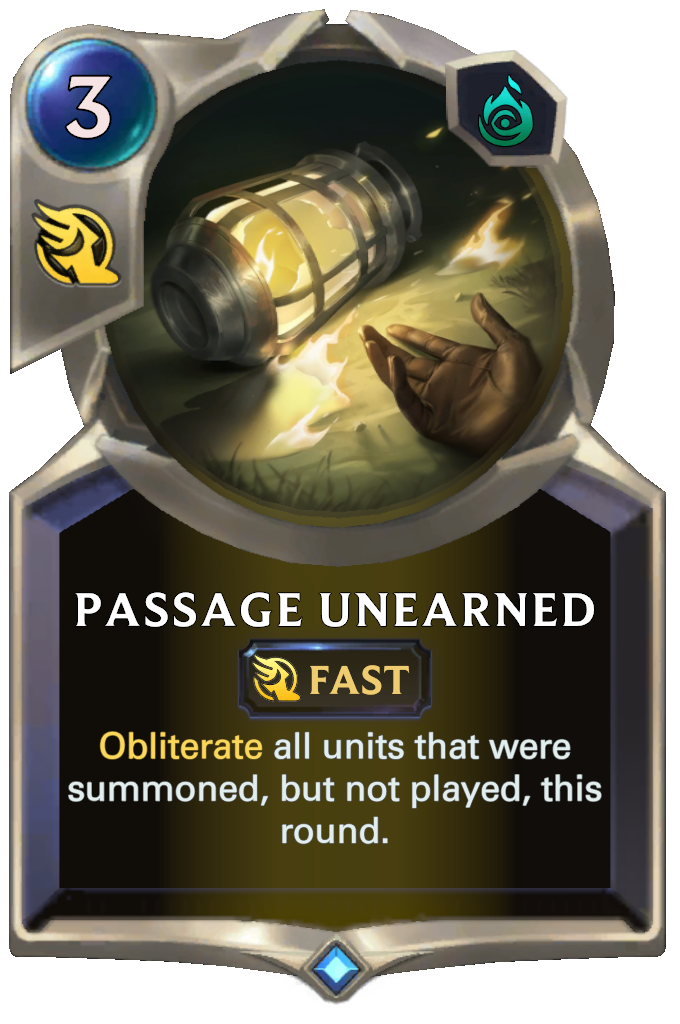 3
PASSAGE UNEARNED
FAST
Obliterate all units that were
summoned, but not played, this
round.